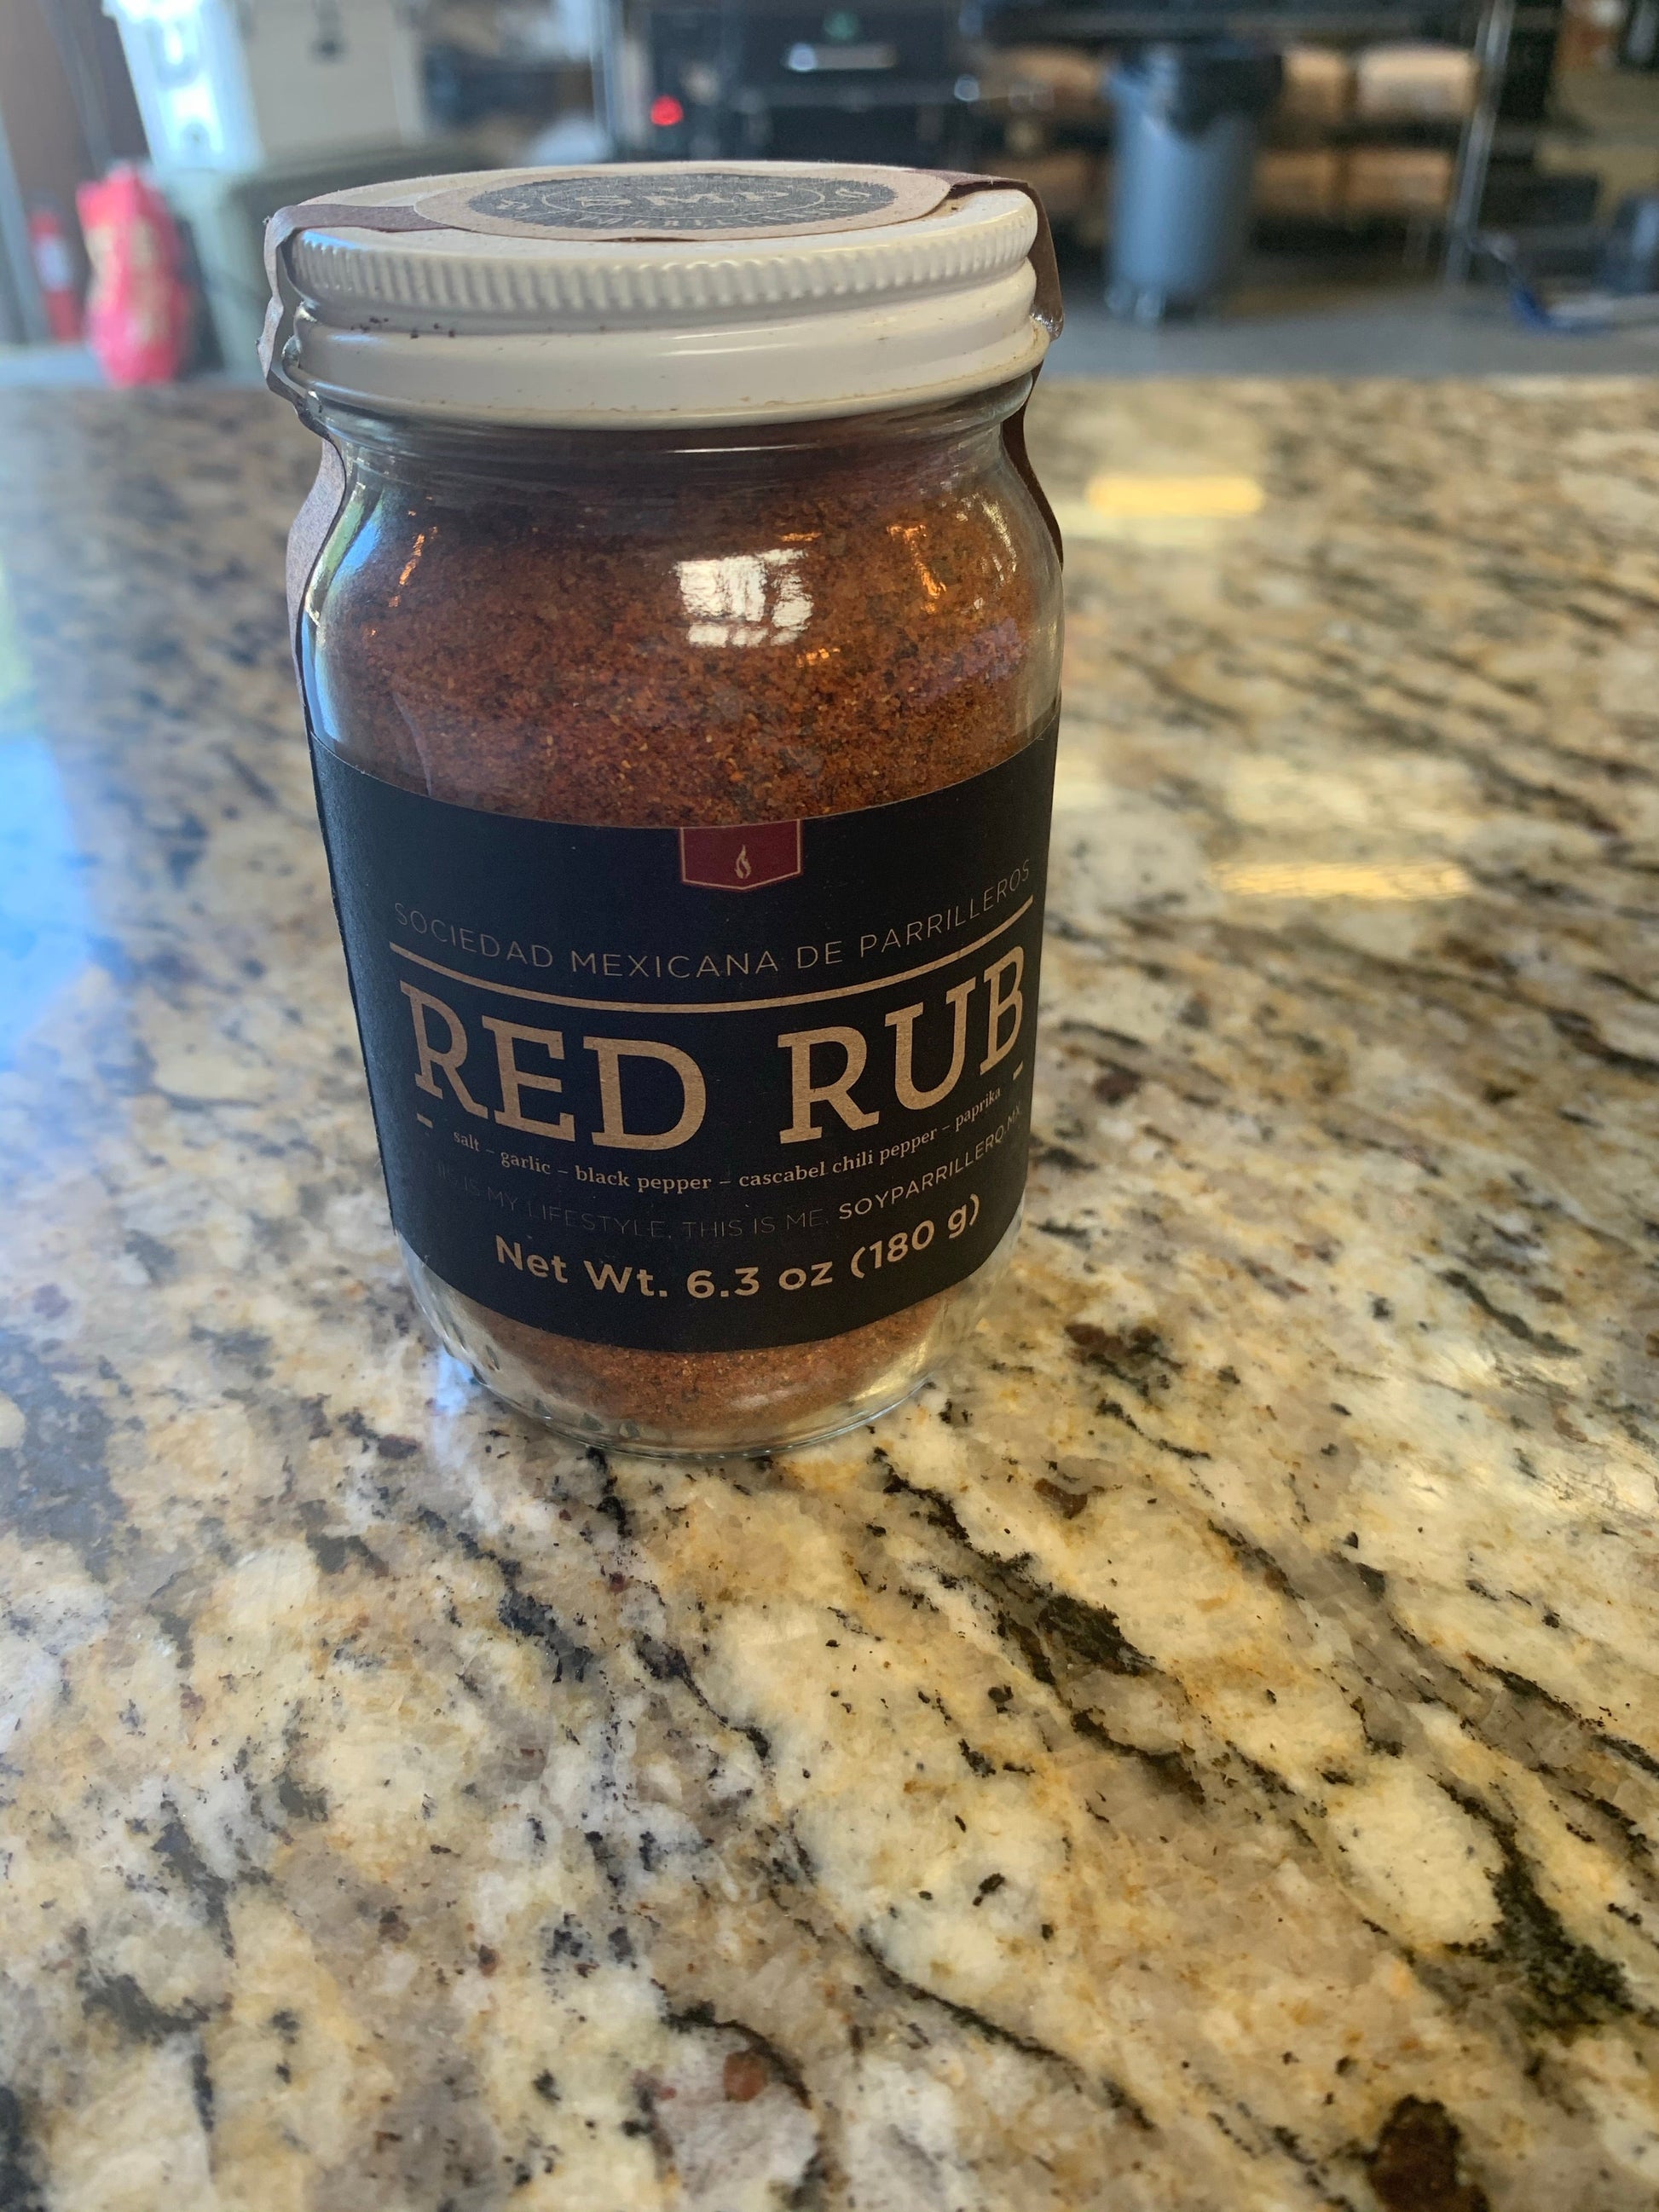 SMP
SOCIEDAD MEXICANA DE PARRILLEROS
RED RUB
- salt – garlic – black pepper – cascabel chili pepper – paprika -
IS MY LIFESTYLE, THIS IS ME. SOYPARRILLERO.MX
Net Wt. 6.3 oz (180 g)